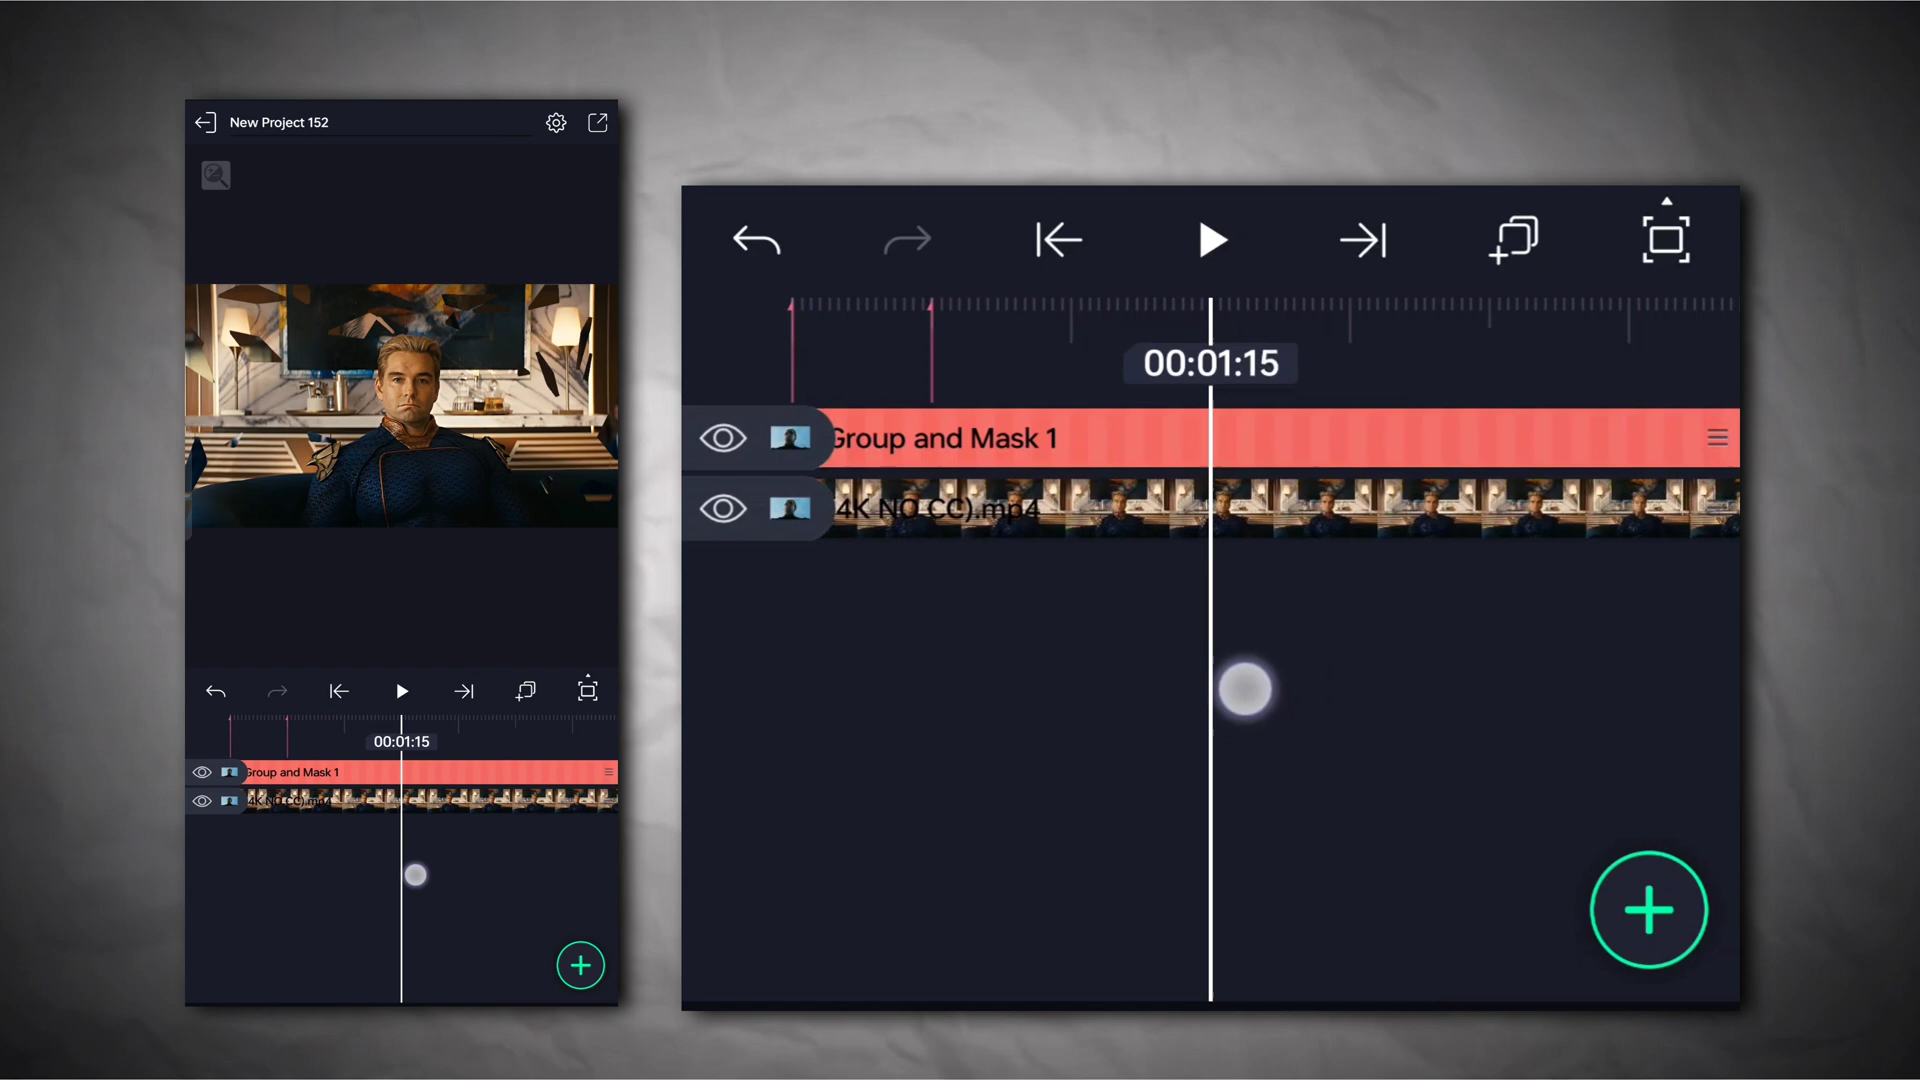 New Project 152
00:01:15
Group and Mask 1
4K NO CC).mp4
00:01:15
Group and Mask 1
4K NO CC).mp4